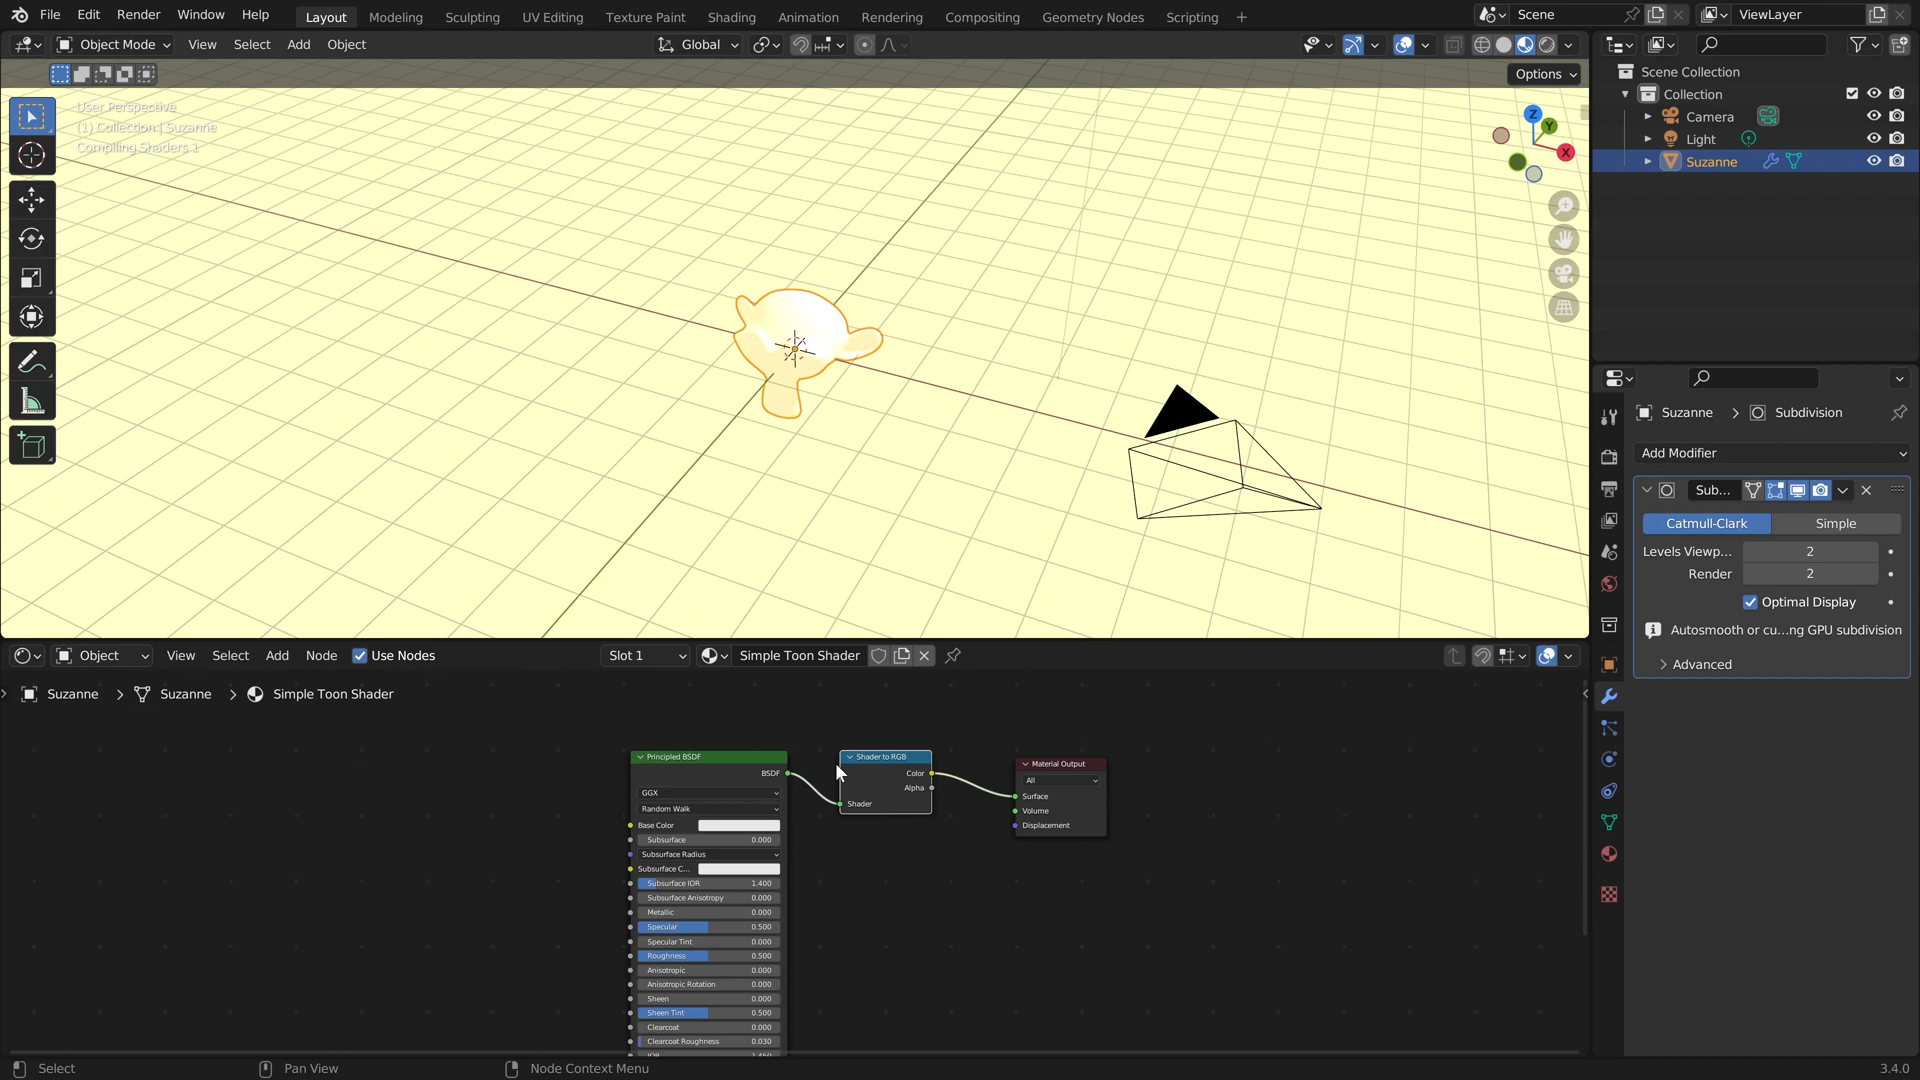 File Edit Render Window Help Layout Modeling Sculpting UV Editing Texture Paint Shading Animation Rendering Compositing Geometry Nodes Scripting + Scene ViewLayer
Object Mode View Select Add Object Global
Options
User Perspective
(1) Collection | Suzanne
Compiling Shaders 1
Z
Y
X
Scene Collection
Collection
Camera
Light
Suzanne
Suzanne > Subdivision
Add Modifier
Sub...
Catmull-Clark Simple
Levels Viewp... 2
Render 2
Optimal Display
Autosmooth or cu...ng GPU subdivision
Advanced
Object View Select Add Node Use Nodes Slot 1 Simple Toon Shader
Suzanne > Suzanne > Simple Toon Shader
Principled BSDF
BSDF
GGX
Random Walk
Base Color
Subsurface 0.000
Subsurface Radius
Subsurface C...
Subsurface IOR 1.400
Subsurface Anisotropy 0.000
Metallic 0.000
Specular 0.500
Specular Tint 0.000
Roughness 0.500
Anisotropic 0.000
Anisotropic Rotation 0.000
Sheen 0.000
Sheen Tint 0.500
Clearcoat 0.000
Clearcoat Roughness 0.030
IOR 1.450
Shader to RGB
Color
Alpha
Shader
Material Output
All
Surface
Volume
Displacement
Select Pan View Node Context Menu 3.4.0